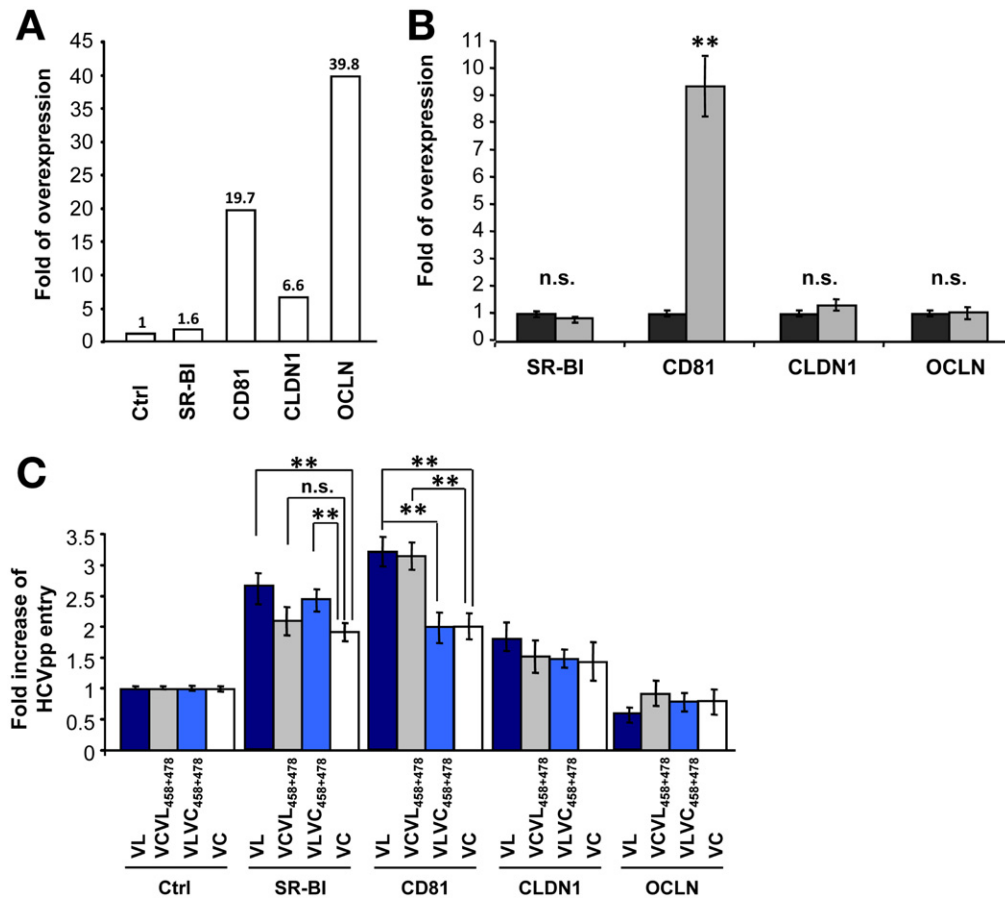 A
Fold of overexpression
45
40
35
30
25
20
15
10
5
0
1
1.6
19.7
6.6
39.8
Ctrl
SR-BI
CD81
CLDN1
OCLN
B
Fold of overexpression
11
10
9
8
7
6
5
4
3
2
1
0
n.s.
**
n.s.
n.s.
SR-BI CD81 CLDN1 OCLN
C
Fold increase of
HCVpp entry
3.5
3
2.5
2
1.5
1
0.5
0
**
n.s.
**
**
**
**
VL
VCVL458+478
VLVC458+478
VC
VL
VCVL458+478
VLVC458+478
VC
VL
VCVL458+478
VLVC458+478
VC
VL
VCVL458+478
VLVC458+478
VC
VL
VCVL458+478
VLVC458+478
VC
Ctrl SR-BI CD81 CLDN1 OCLN